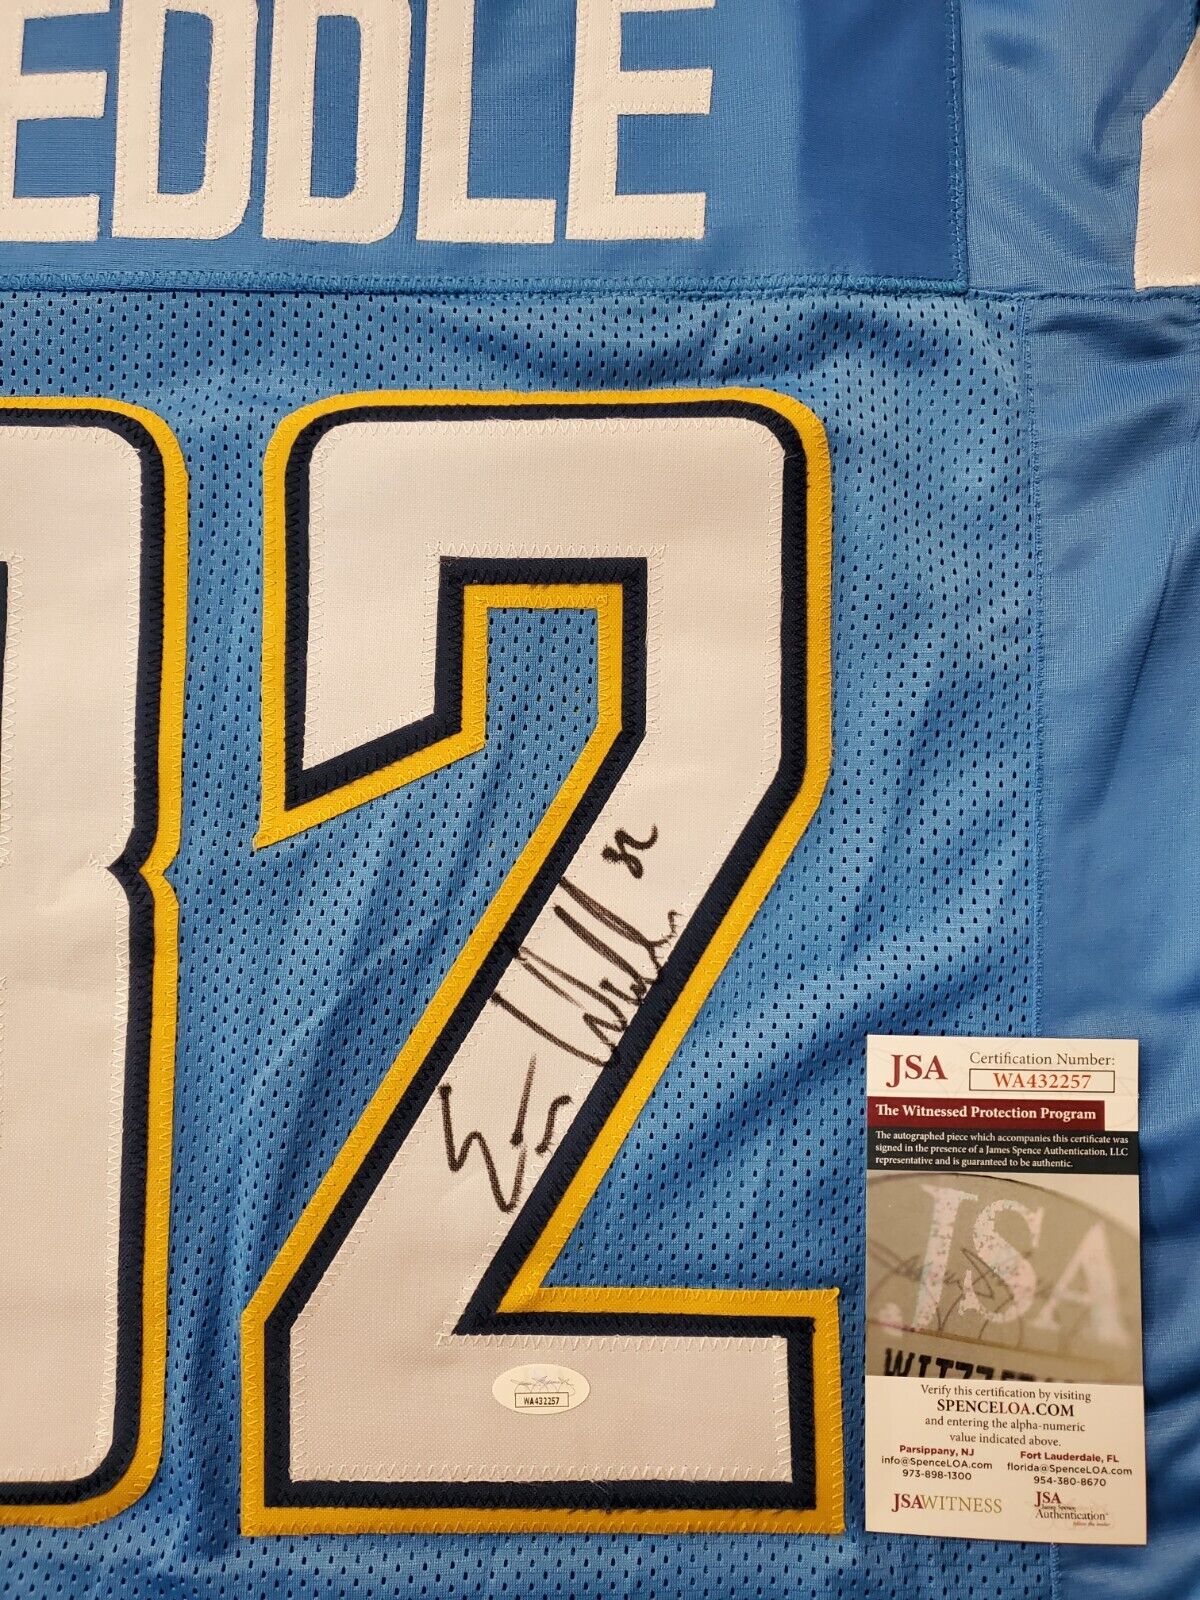 EDDLE
32
Eric Weddle 32
WA432257
JSA
Certification Number:
WA432257
The Witnessed Protection Program
The autographed piece which accompanies this certificate was
signed in the presence of a James Spence Authentication, LLC
representative and is guaranteed to be authentic.
JSA
Verify this certification by visiting
SPENCELOA.COM
and entering the alpha-numeric
value indicated above.
Parsippany, NJ
info@SpenceLOA.com
973-898-1300
Fort Lauderdale, FL
florida@SpenceLOA.com
954-380-8670
JSAWITNESS
JSA
James Spence
Authentication